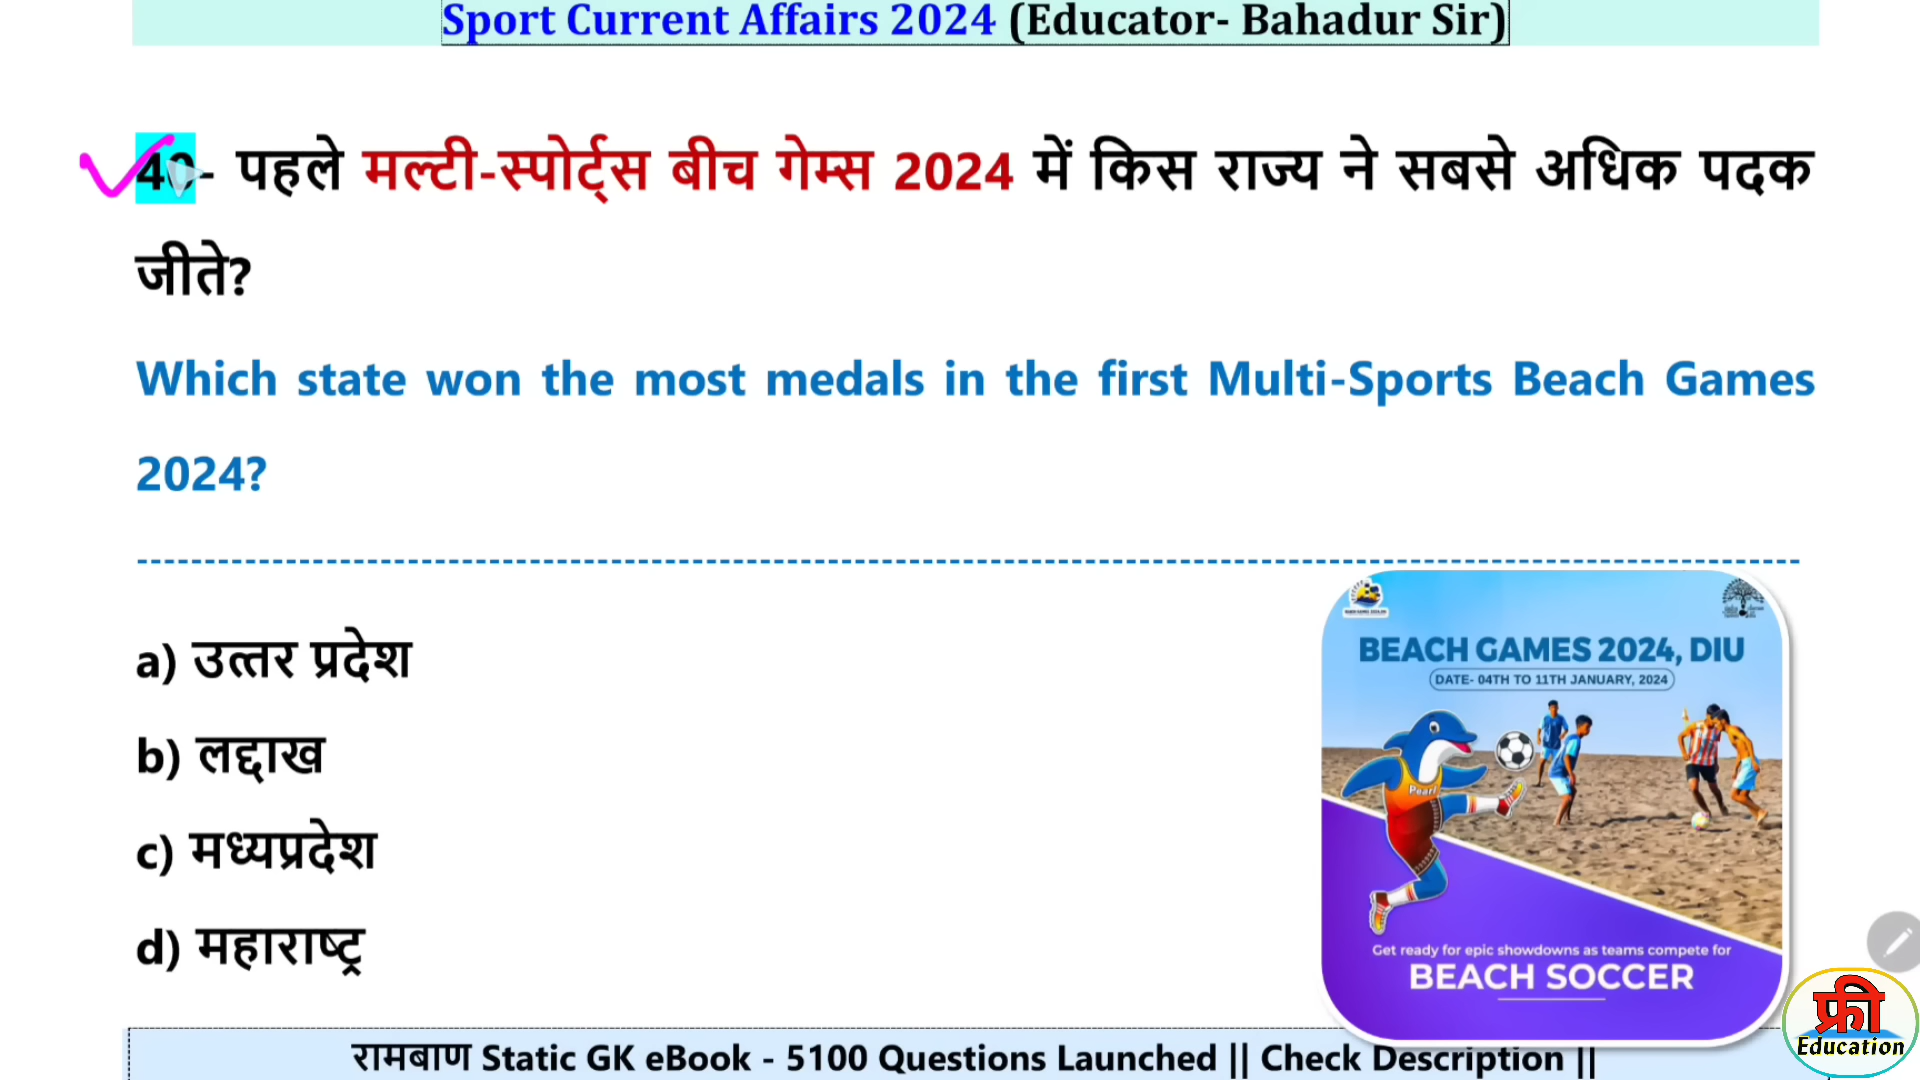 Sport Current Affairs 2024 (Educator- Bahadur Sir)
40- पहले मल्टी-स्पोर्ट्स बीच गेम्स 2024 में किस राज्य ने सबसे अधिक पदक
जीते?
Which state won the most medals in the first Multi-Sports Beach Games
2024?
a) उत्तर प्रदेश
b) लद्दाख
c) मध्यप्रदेश
d) महाराष्ट्र
BEACH GAMES 2024, DIU
DATE- 04TH TO 11TH JANUARY, 2024
Pearl
Get ready for epic showdowns as teams compete for
BEACH SOCCER
रामबाण Static GK eBook - 5100 Questions Launched || Check Description ||
फ्री
Education